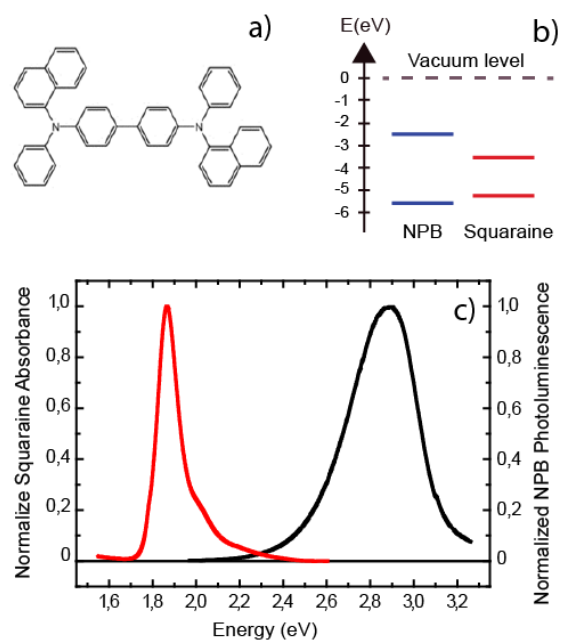 a)
N
N
E(eV)
b)
Vacuum level
0
-1
-2
-3
-4
-5
-6
NPB Squaraine
c)
Normalize Squaraine Absorbance
1,0
0,8
0,6
0,4
0,2
0
1,0
0,8
0,6
0,4
0,2
0
Normalized NPB Photoluminescence
1,6 1,8 2,0 2,2 2,4 2,6 2,8 3,0 3,2
Energy (eV)